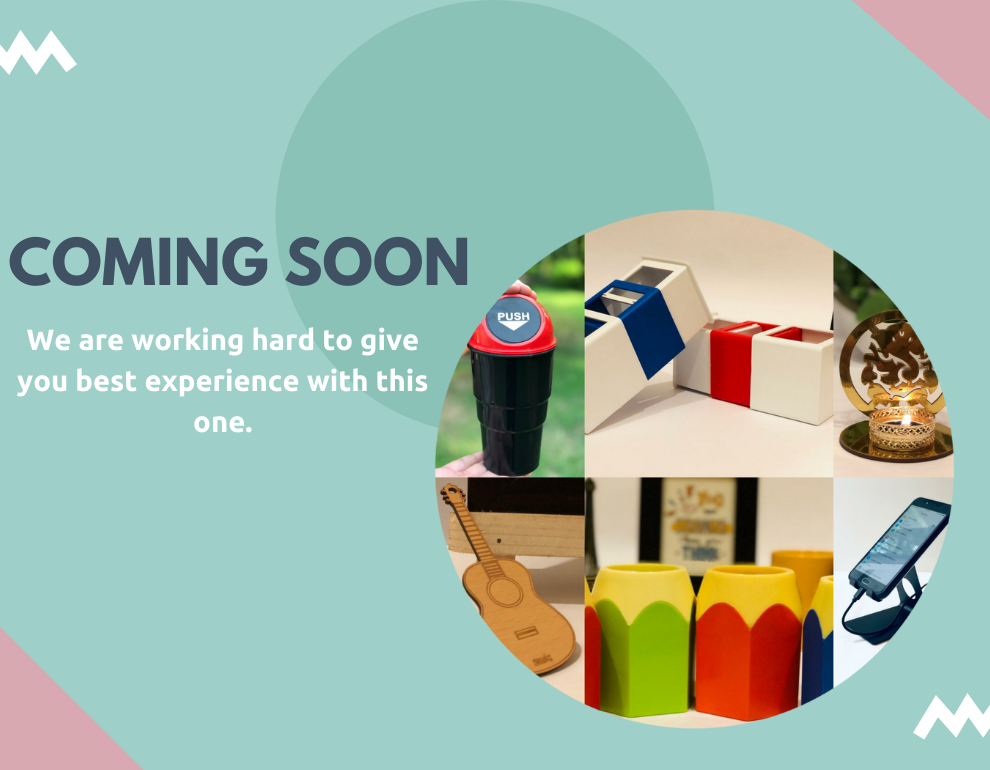 COMING SOON
We are working hard to give
you best experience with this
one.
PUSH